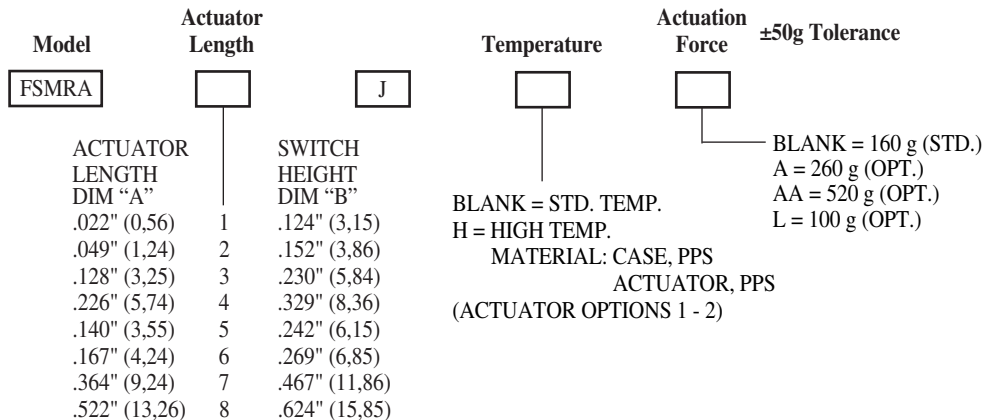 Model
Actuator
Length
Temperature
Actuation
Force
±50g Tolerance
FSMRA
J
ACTUATOR
LENGTH
DIM “A”
SWITCH
HEIGHT
DIM “B”
.022" (0,56) 1 .124" (3,15)
.049" (1,24) 2 .152" (3,86)
.128" (3,25) 3 .230" (5,84)
.226" (5,74) 4 .329" (8,36)
.140" (3,55) 5 .242" (6,15)
.167" (4,24) 6 .269" (6,85)
.364" (9,24) 7 .467" (11,86)
.522" (13,26) 8 .624" (15,85)
BLANK = STD. TEMP.
H = HIGH TEMP.
MATERIAL: CASE, PPS
ACTUATOR, PPS
(ACTUATOR OPTIONS 1 - 2)
BLANK = 160 g (STD.)
A = 260 g (OPT.)
AA = 520 g (OPT.)
L = 100 g (OPT.)